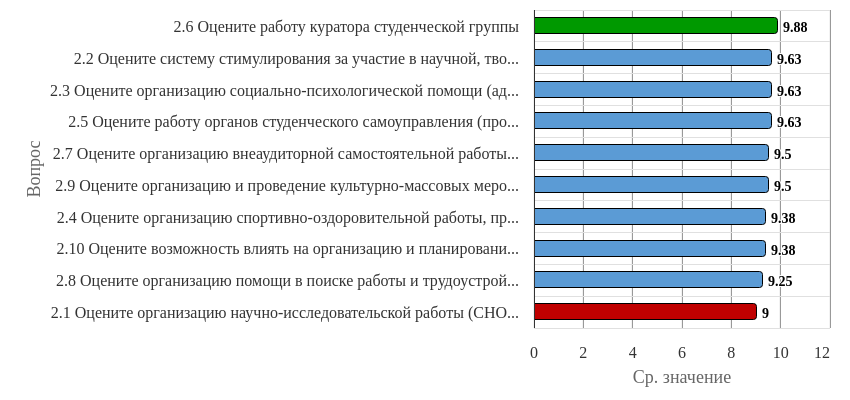 2.6 Оцените работу куратора студенческой группы 9.88
2.2 Оцените систему стимулирования за участие в научной, тво... 9.63
2.3 Оцените организацию социально-психологической помощи (ад... 9.63
2.5 Оцените работу органов студенческого самоуправления (про... 9.63
2.7 Оцените организацию внеаудиторной самостоятельной работы... 9.5
2.9 Оцените организацию и проведение культурно-массовых меро... 9.5
2.4 Оцените организацию спортивно-оздоровительной работы, пр... 9.38
2.10 Оцените возможность влиять на организацию и планировани... 9.38
2.8 Оцените организацию помощи в поиске работы и трудоустрой... 9.25
2.1 Оцените организацию научно-исследовательской работы (СНО... 9
Вопрос
0 2 4 6 8 10 12
Ср. значение